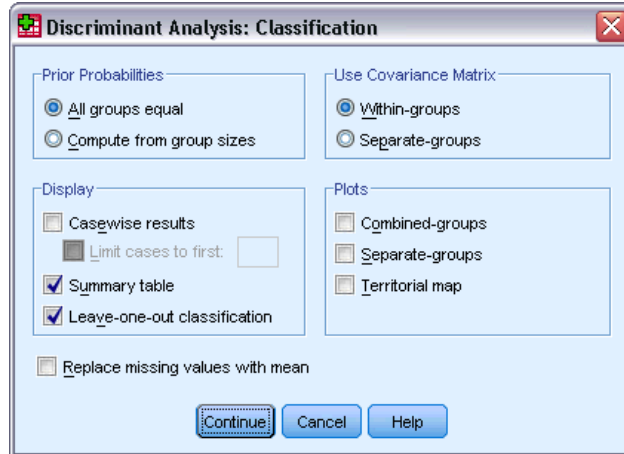 Discriminant Analysis: Classification
Prior Probabilities
All groups equal
Compute from group sizes
Use Covariance Matrix
Within-groups
Separate-groups
Display
Casewise results
Limit cases to first:
Summary table
Leave-one-out classification
Plots
Combined-groups
Separate-groups
Territorial map
Replace missing values with mean
Continue Cancel Help